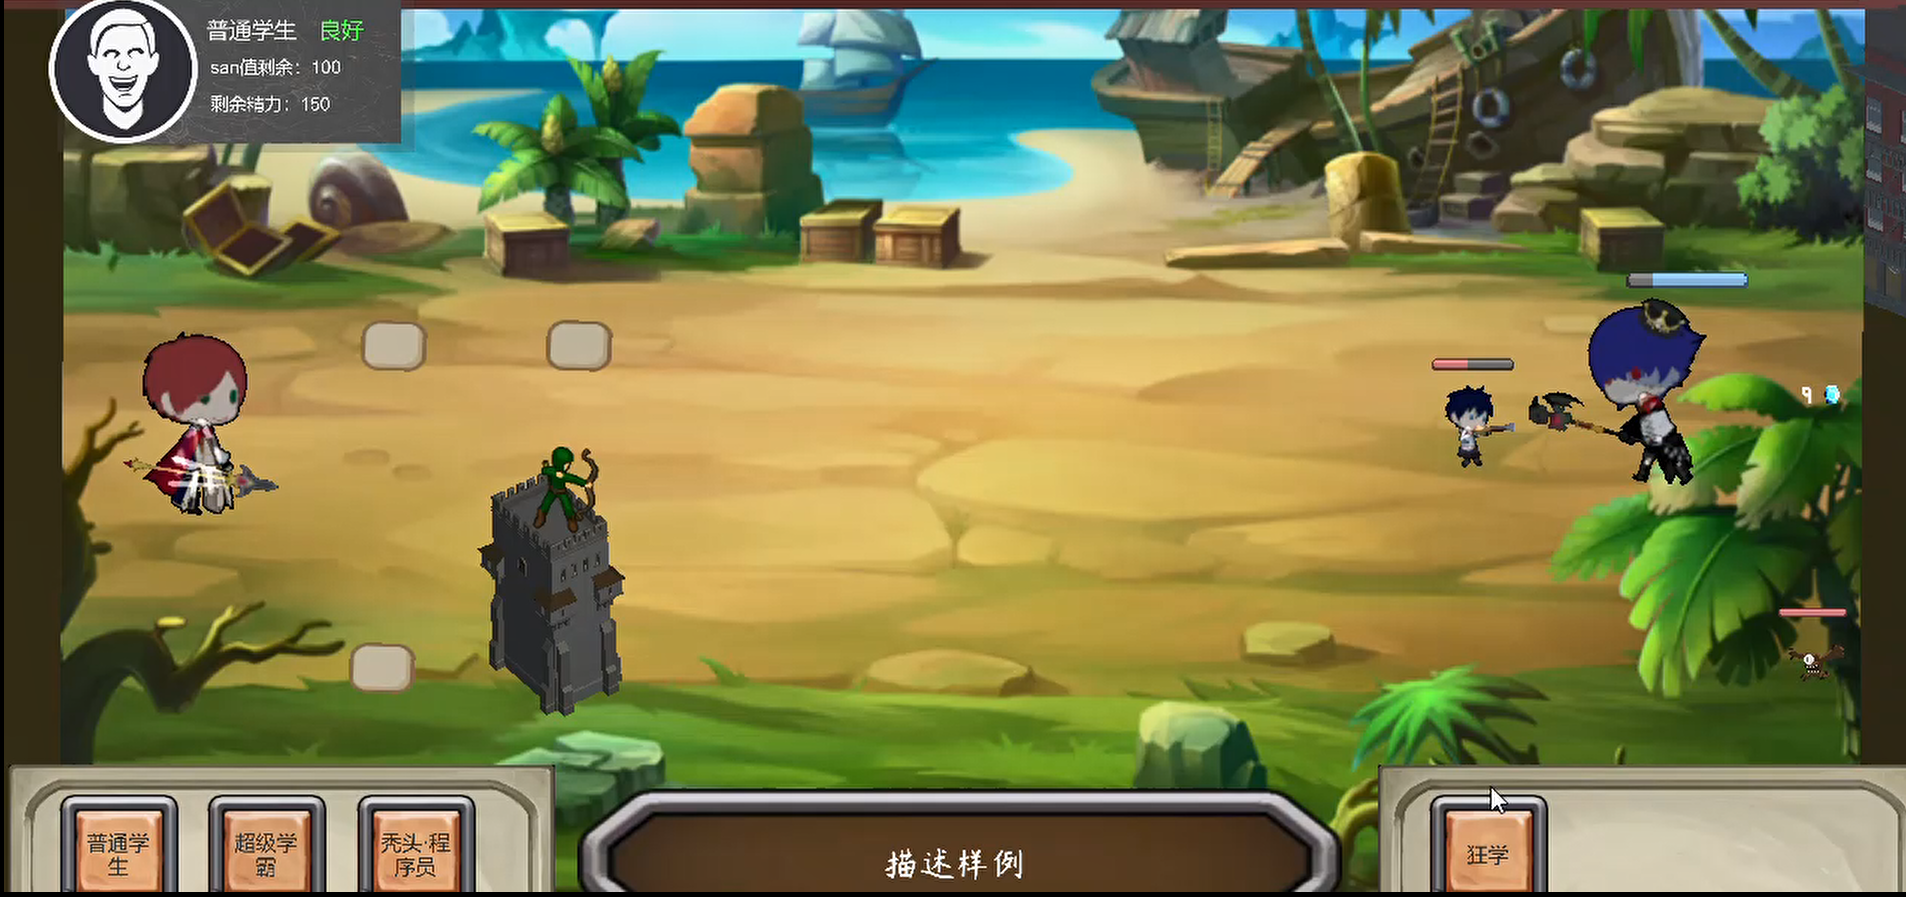 普通学生 良好
san值剩余：100
剩余精力：150
9
普通学
生
超级学
霸
秃头·程
序员
描述样例
狂学